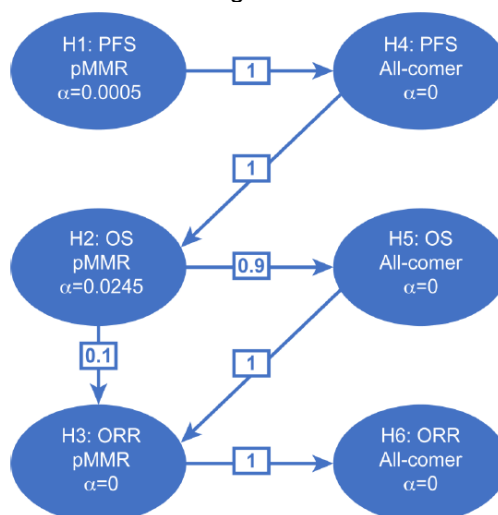 H1: PFS
pMMR
α=0.0005
1
H4: PFS
All-comer
α=0
1
H2: OS
pMMR
α=0.0245
0.9
H5: OS
All-comer
α=0
0.1
1
H3: ORR
pMMR
α=0
1
H6: ORR
All-comer
α=0